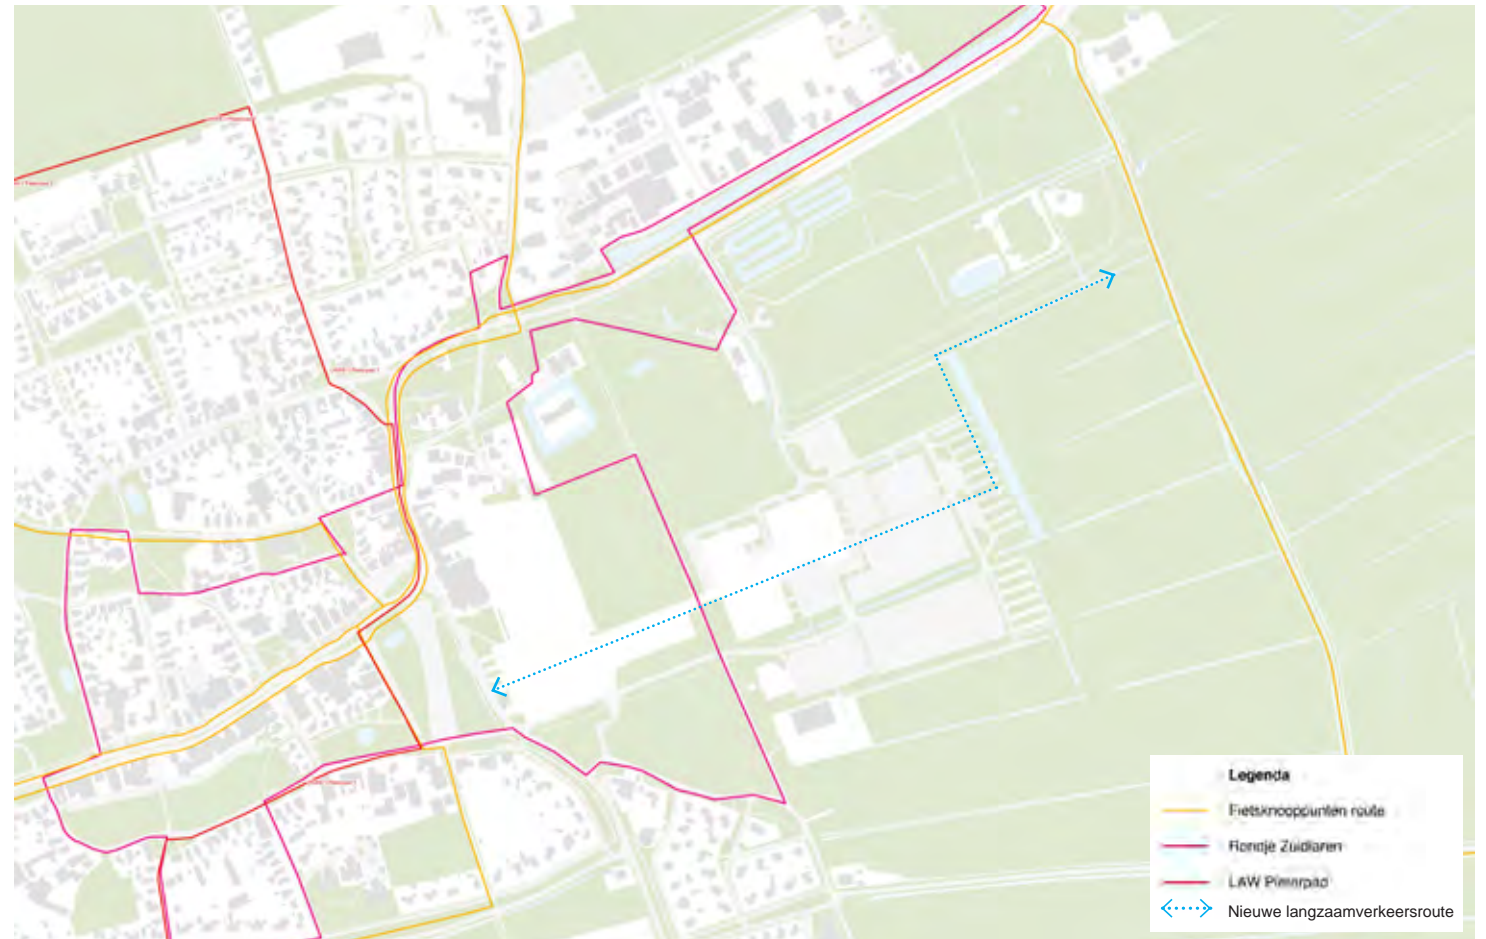 Legenda
Fietsknooppunten route
Rondje Zuidlaren
LAW Pieterpad
Nieuwe langzaamverkeersroute